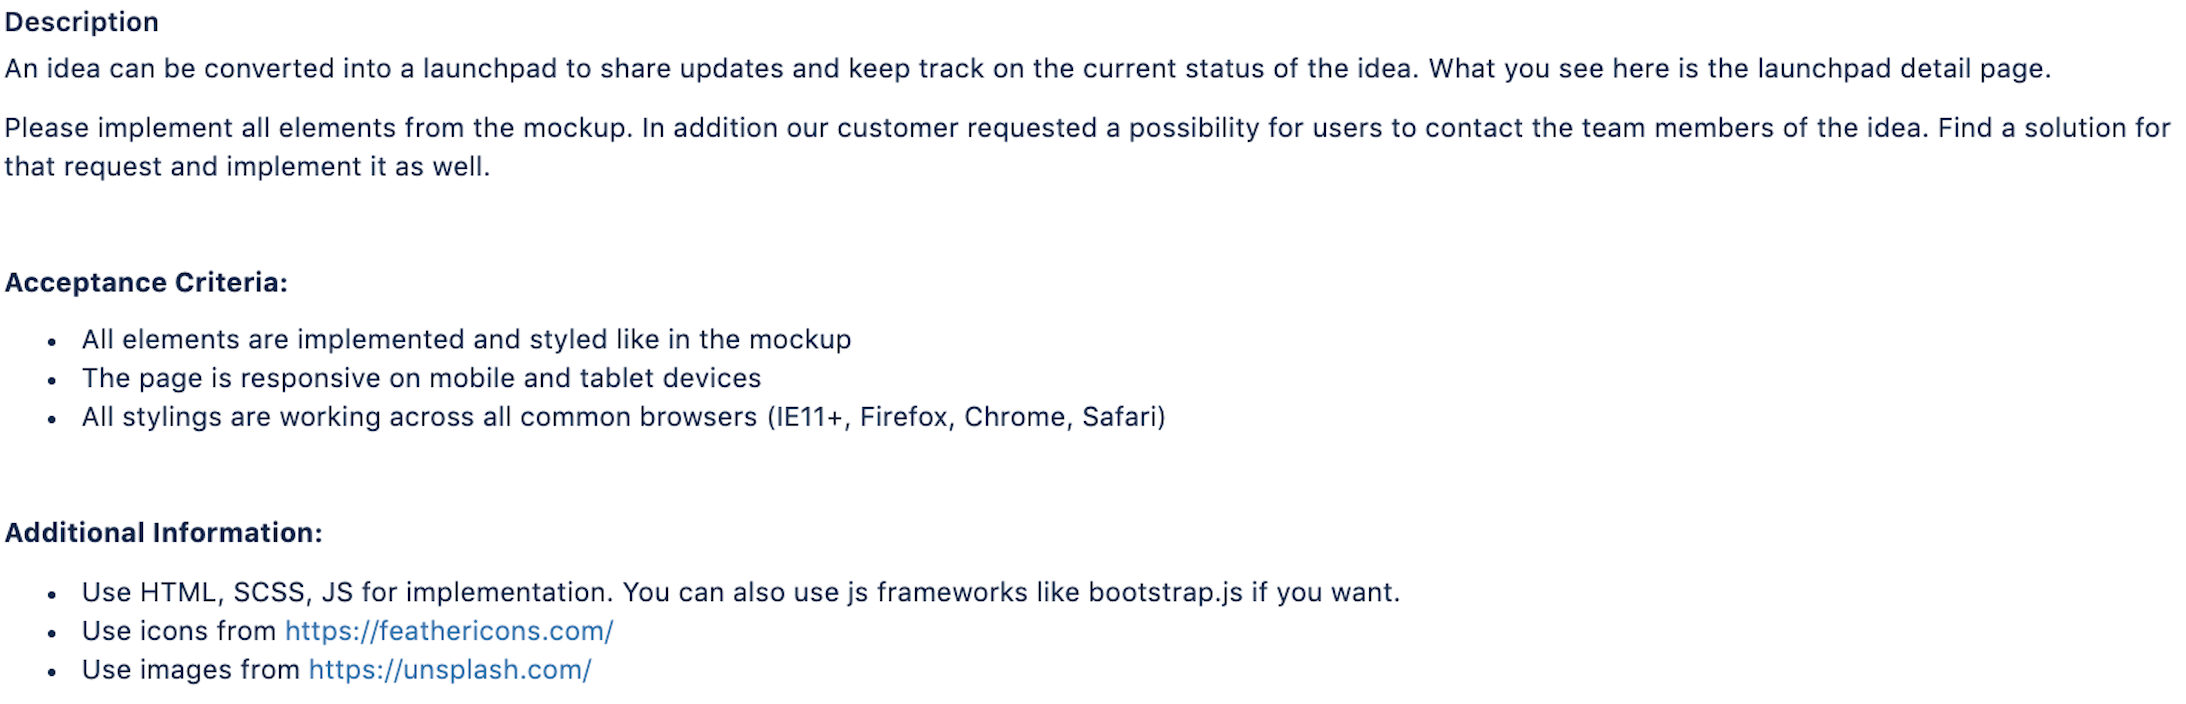 Description
An idea can be converted into a launchpad to share updates and keep track on the current status of the idea. What you see here is the launchpad detail page.
Please implement all elements from the mockup. In addition our customer requested a possibility for users to contact the team members of the idea. Find a solution for
that request and implement it as well.
Acceptance Criteria:
• All elements are implemented and styled like in the mockup
• The page is responsive on mobile and tablet devices
• All stylings are working across all common browsers (IE11+, Firefox, Chrome, Safari)
Additional Information:
• Use HTML, SCSS, JS for implementation. You can also use js frameworks like bootstrap.js if you want.
• Use icons from https://feathericons.com/
• Use images from https://unsplash.com/